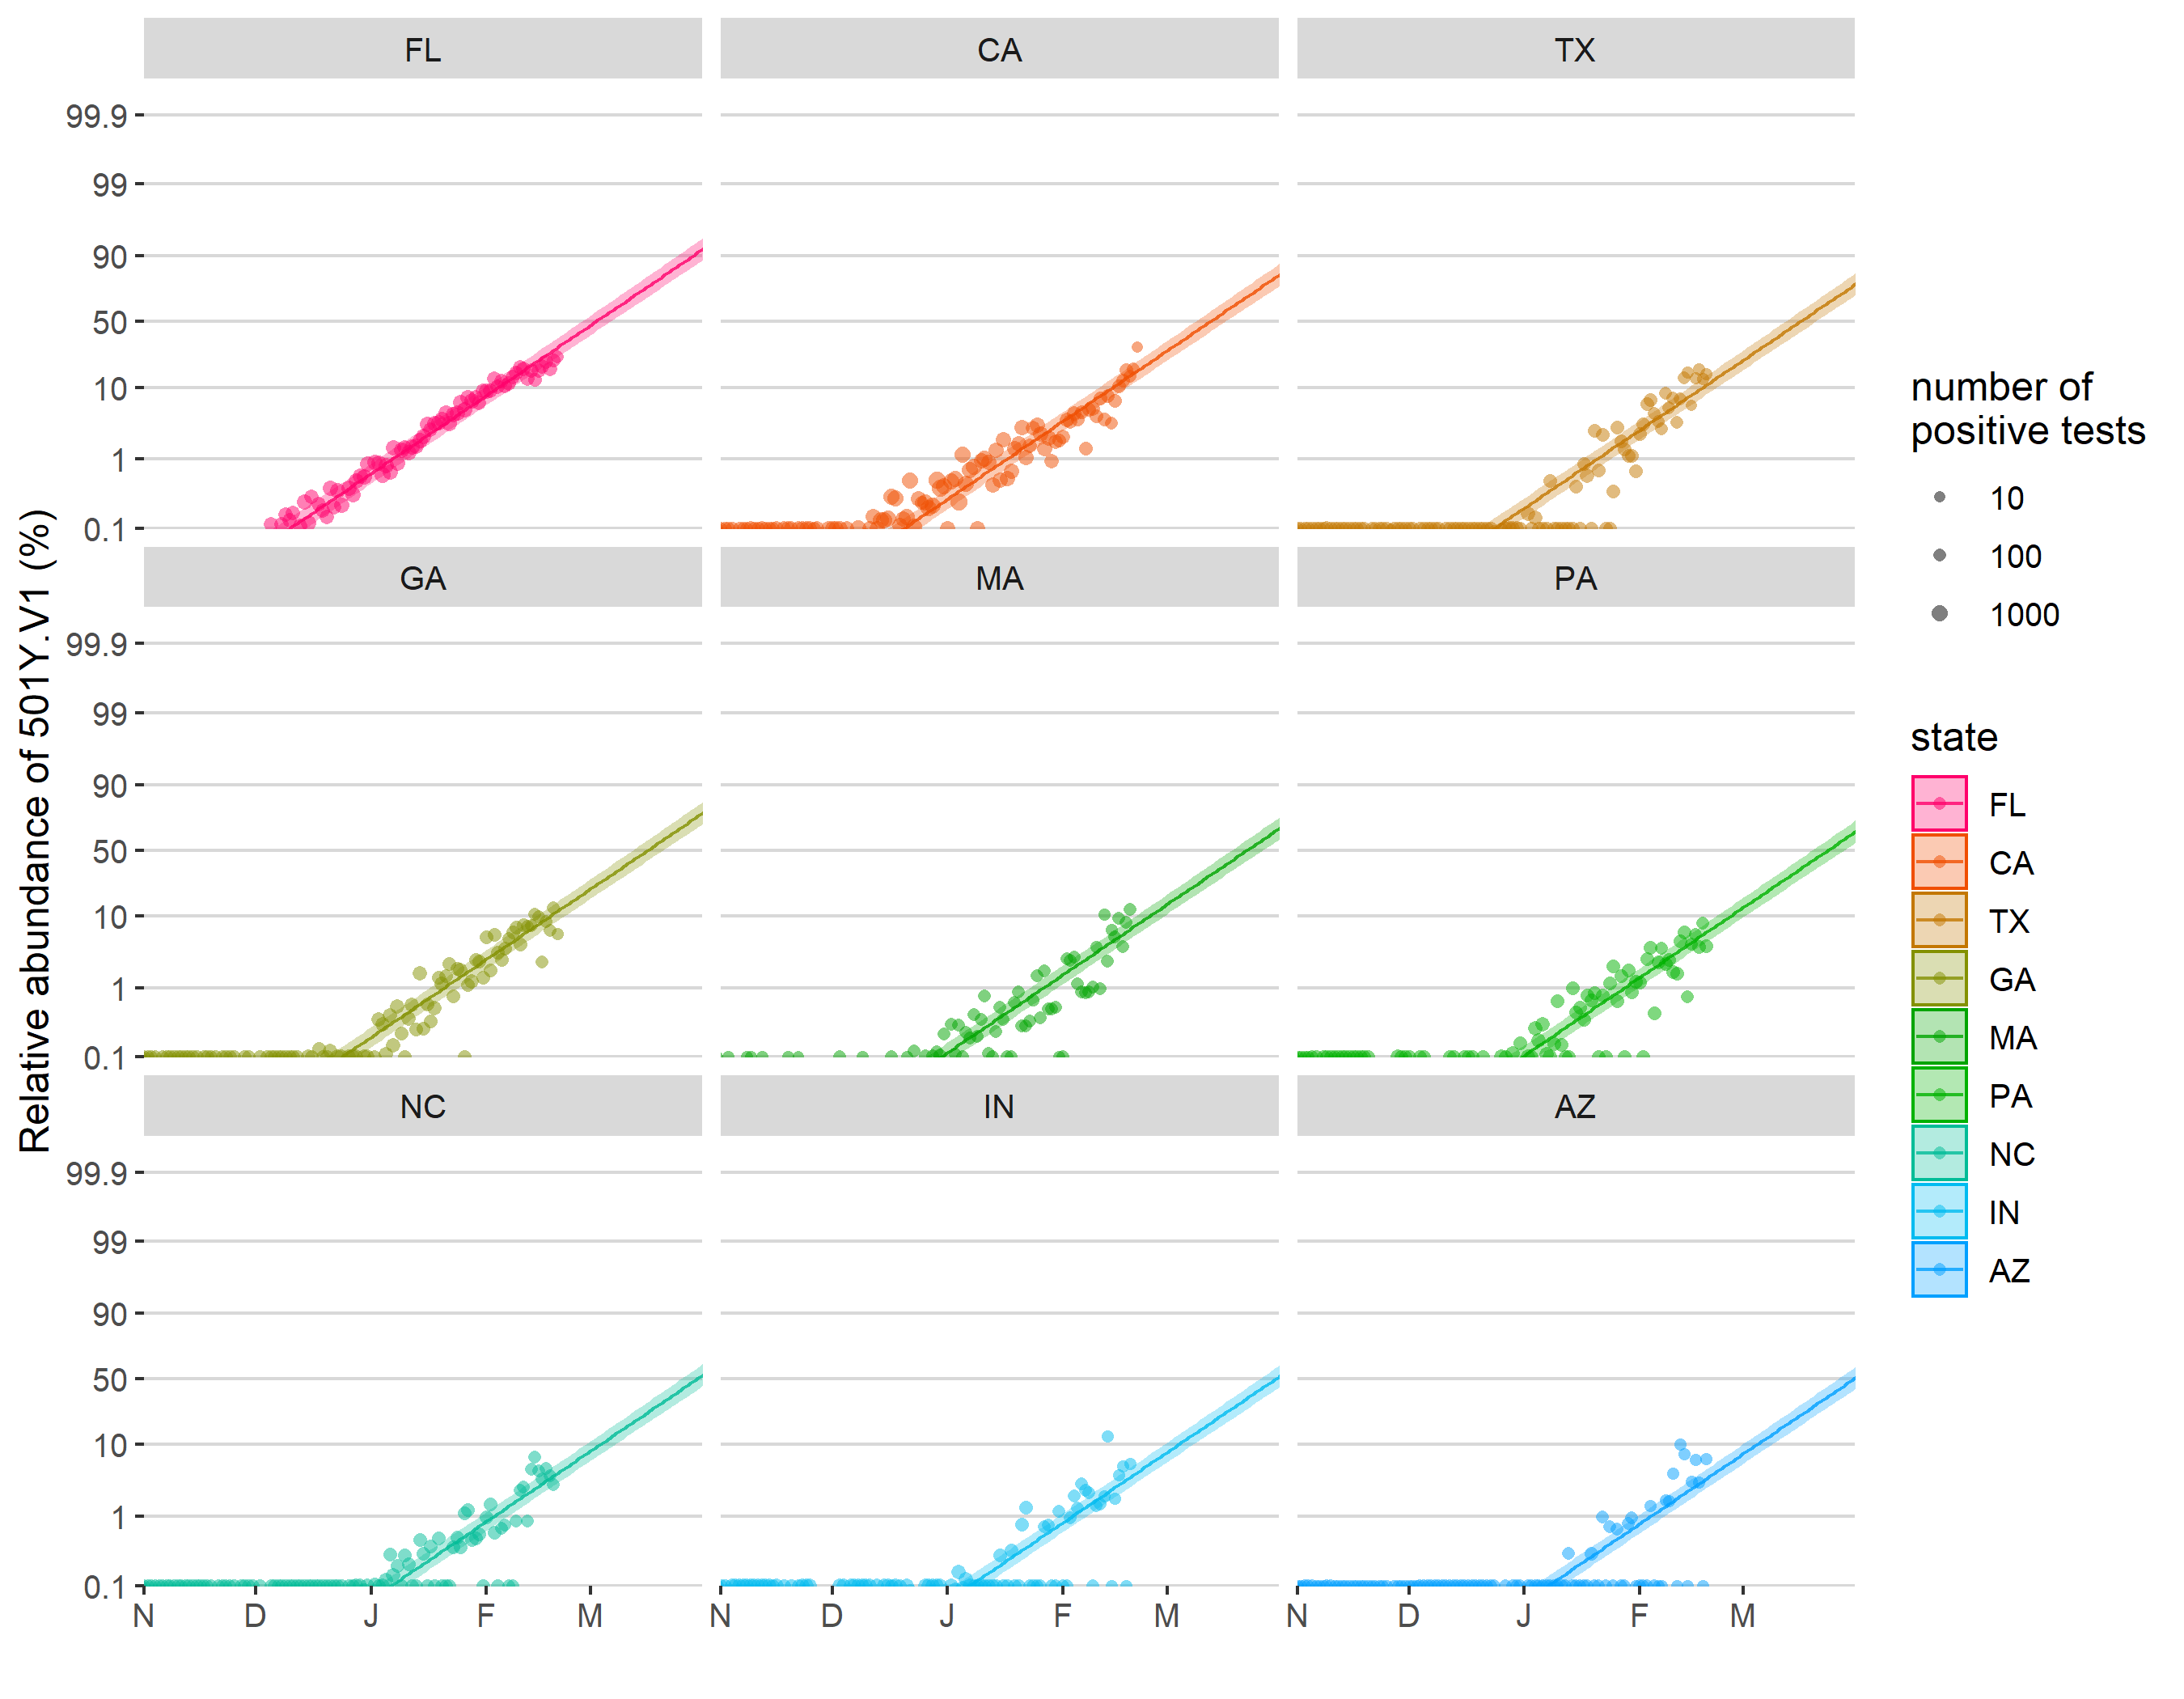 FL CA TX
99.9
99
90
50
10
1
0.1
GA MA PA
99.9
99
90
50
10
1
0.1
NC IN AZ
99.9
99
90
50
10
1
0.1
N D J F M N D J F M N D J F M
Relative abundance of 501Y.V1 (%)
number of
positive tests
10
100
1000
state
FL
CA
TX
GA
MA
PA
NC
IN
AZ